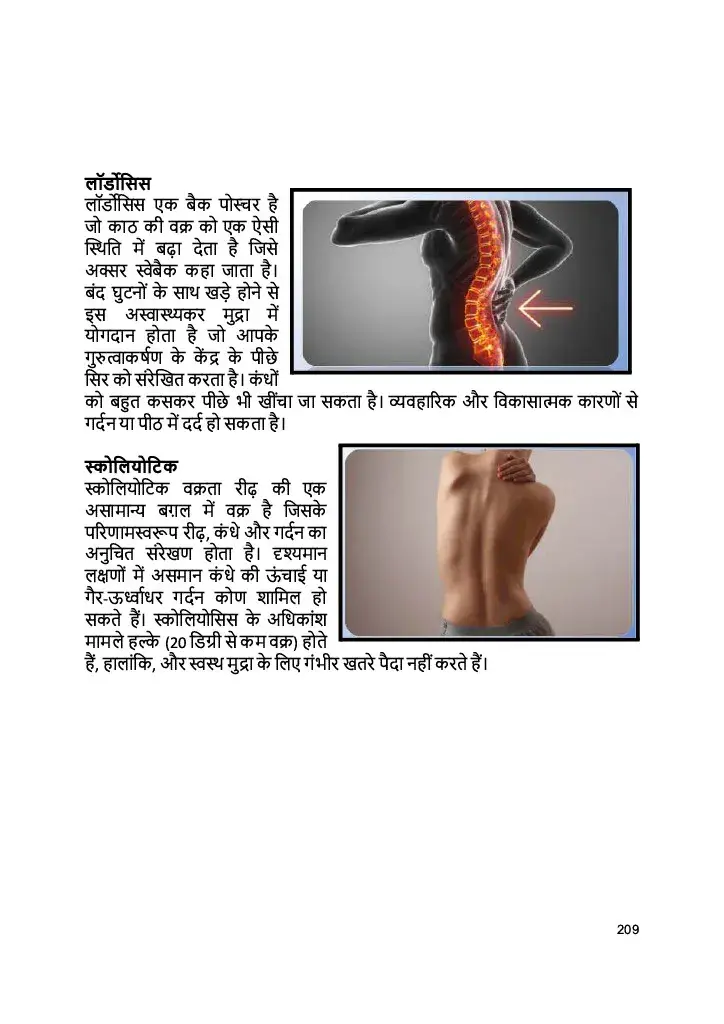 लॉर्डोसिस
लॉर्डोसिस एक बैक पोस्चर है
जो काठ की वक्र को एक ऐसी
स्थिति में बढ़ा देता है जिसे
अक्सर स्वेबैक कहा जाता है।
बंद घुटनों के साथ खड़े होने से
इस अस्वास्थ्यकर मुद्रा में
योगदान होता है जो आपके
गुरुत्वाकर्षण के केंद्र के पीछे
सिर को संरेखित करता है। कंधों
को बहुत कसकर पीछे भी खींचा जा सकता है। व्यवहारिक और विकासात्मक कारणों से
गर्दन या पीठ में दर्द हो सकता है।
स्कोलियोटिक
स्कोलियोटिक वक्रता रीढ़ की एक
असामान्य बग़ल में वक्र है जिसके
परिणामस्वरूप रीढ़, कंधे और गर्दन का
अनुचित संरेखण होता है। दृश्यमान
लक्षणों में असमान कंधे की ऊंचाई या
गैर-ऊर्ध्वाधर गर्दन कोण शामिल हो
सकते हैं। स्कोलियोसिस के अधिकांश
मामले हल्के (20 डिग्री से कम वक्र) होते
हैं, हालांकि, और स्वस्थ मुद्रा के लिए गंभीर खतरे पैदा नहीं करते हैं।
209